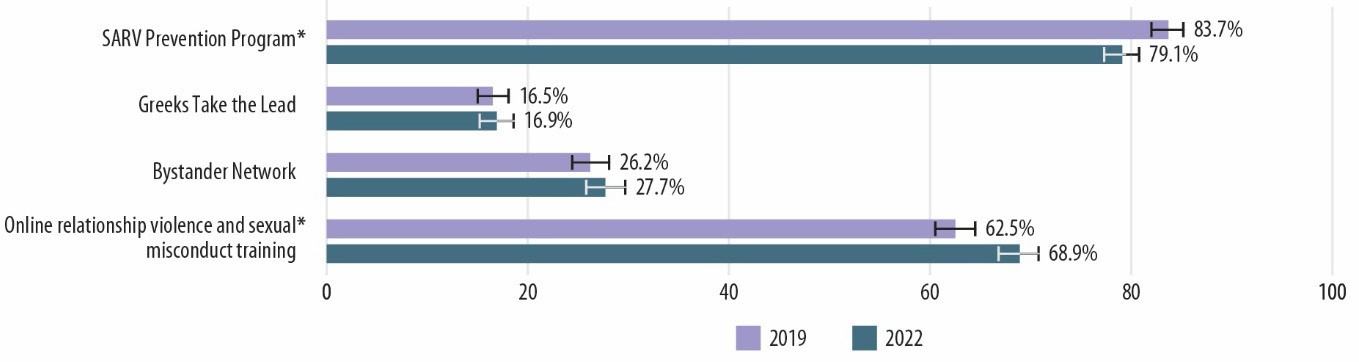 SARV Prevention Program*
83.7%
79.1%
Greeks Take the Lead
16.5%
16.9%
Bystander Network
26.2%
27.7%
Online relationship violence and sexual*
misconduct training
62.5%
68.9%
0 20 40 60 80 100
2019 2022